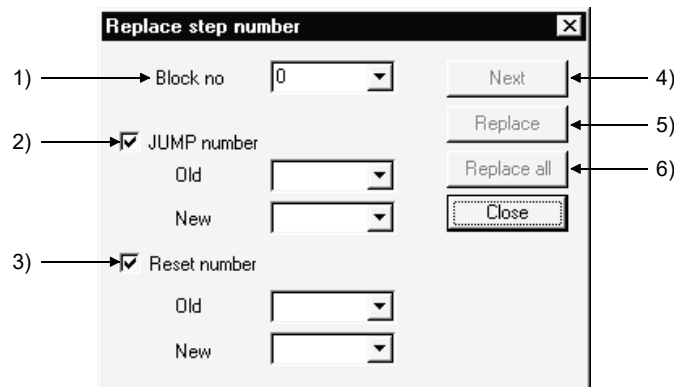 Replace step number
1) Block no 0 Next 4)
Replace 5)
2) JUMP number
Old Replace all 6)
New Close
3) Reset number
Old
New